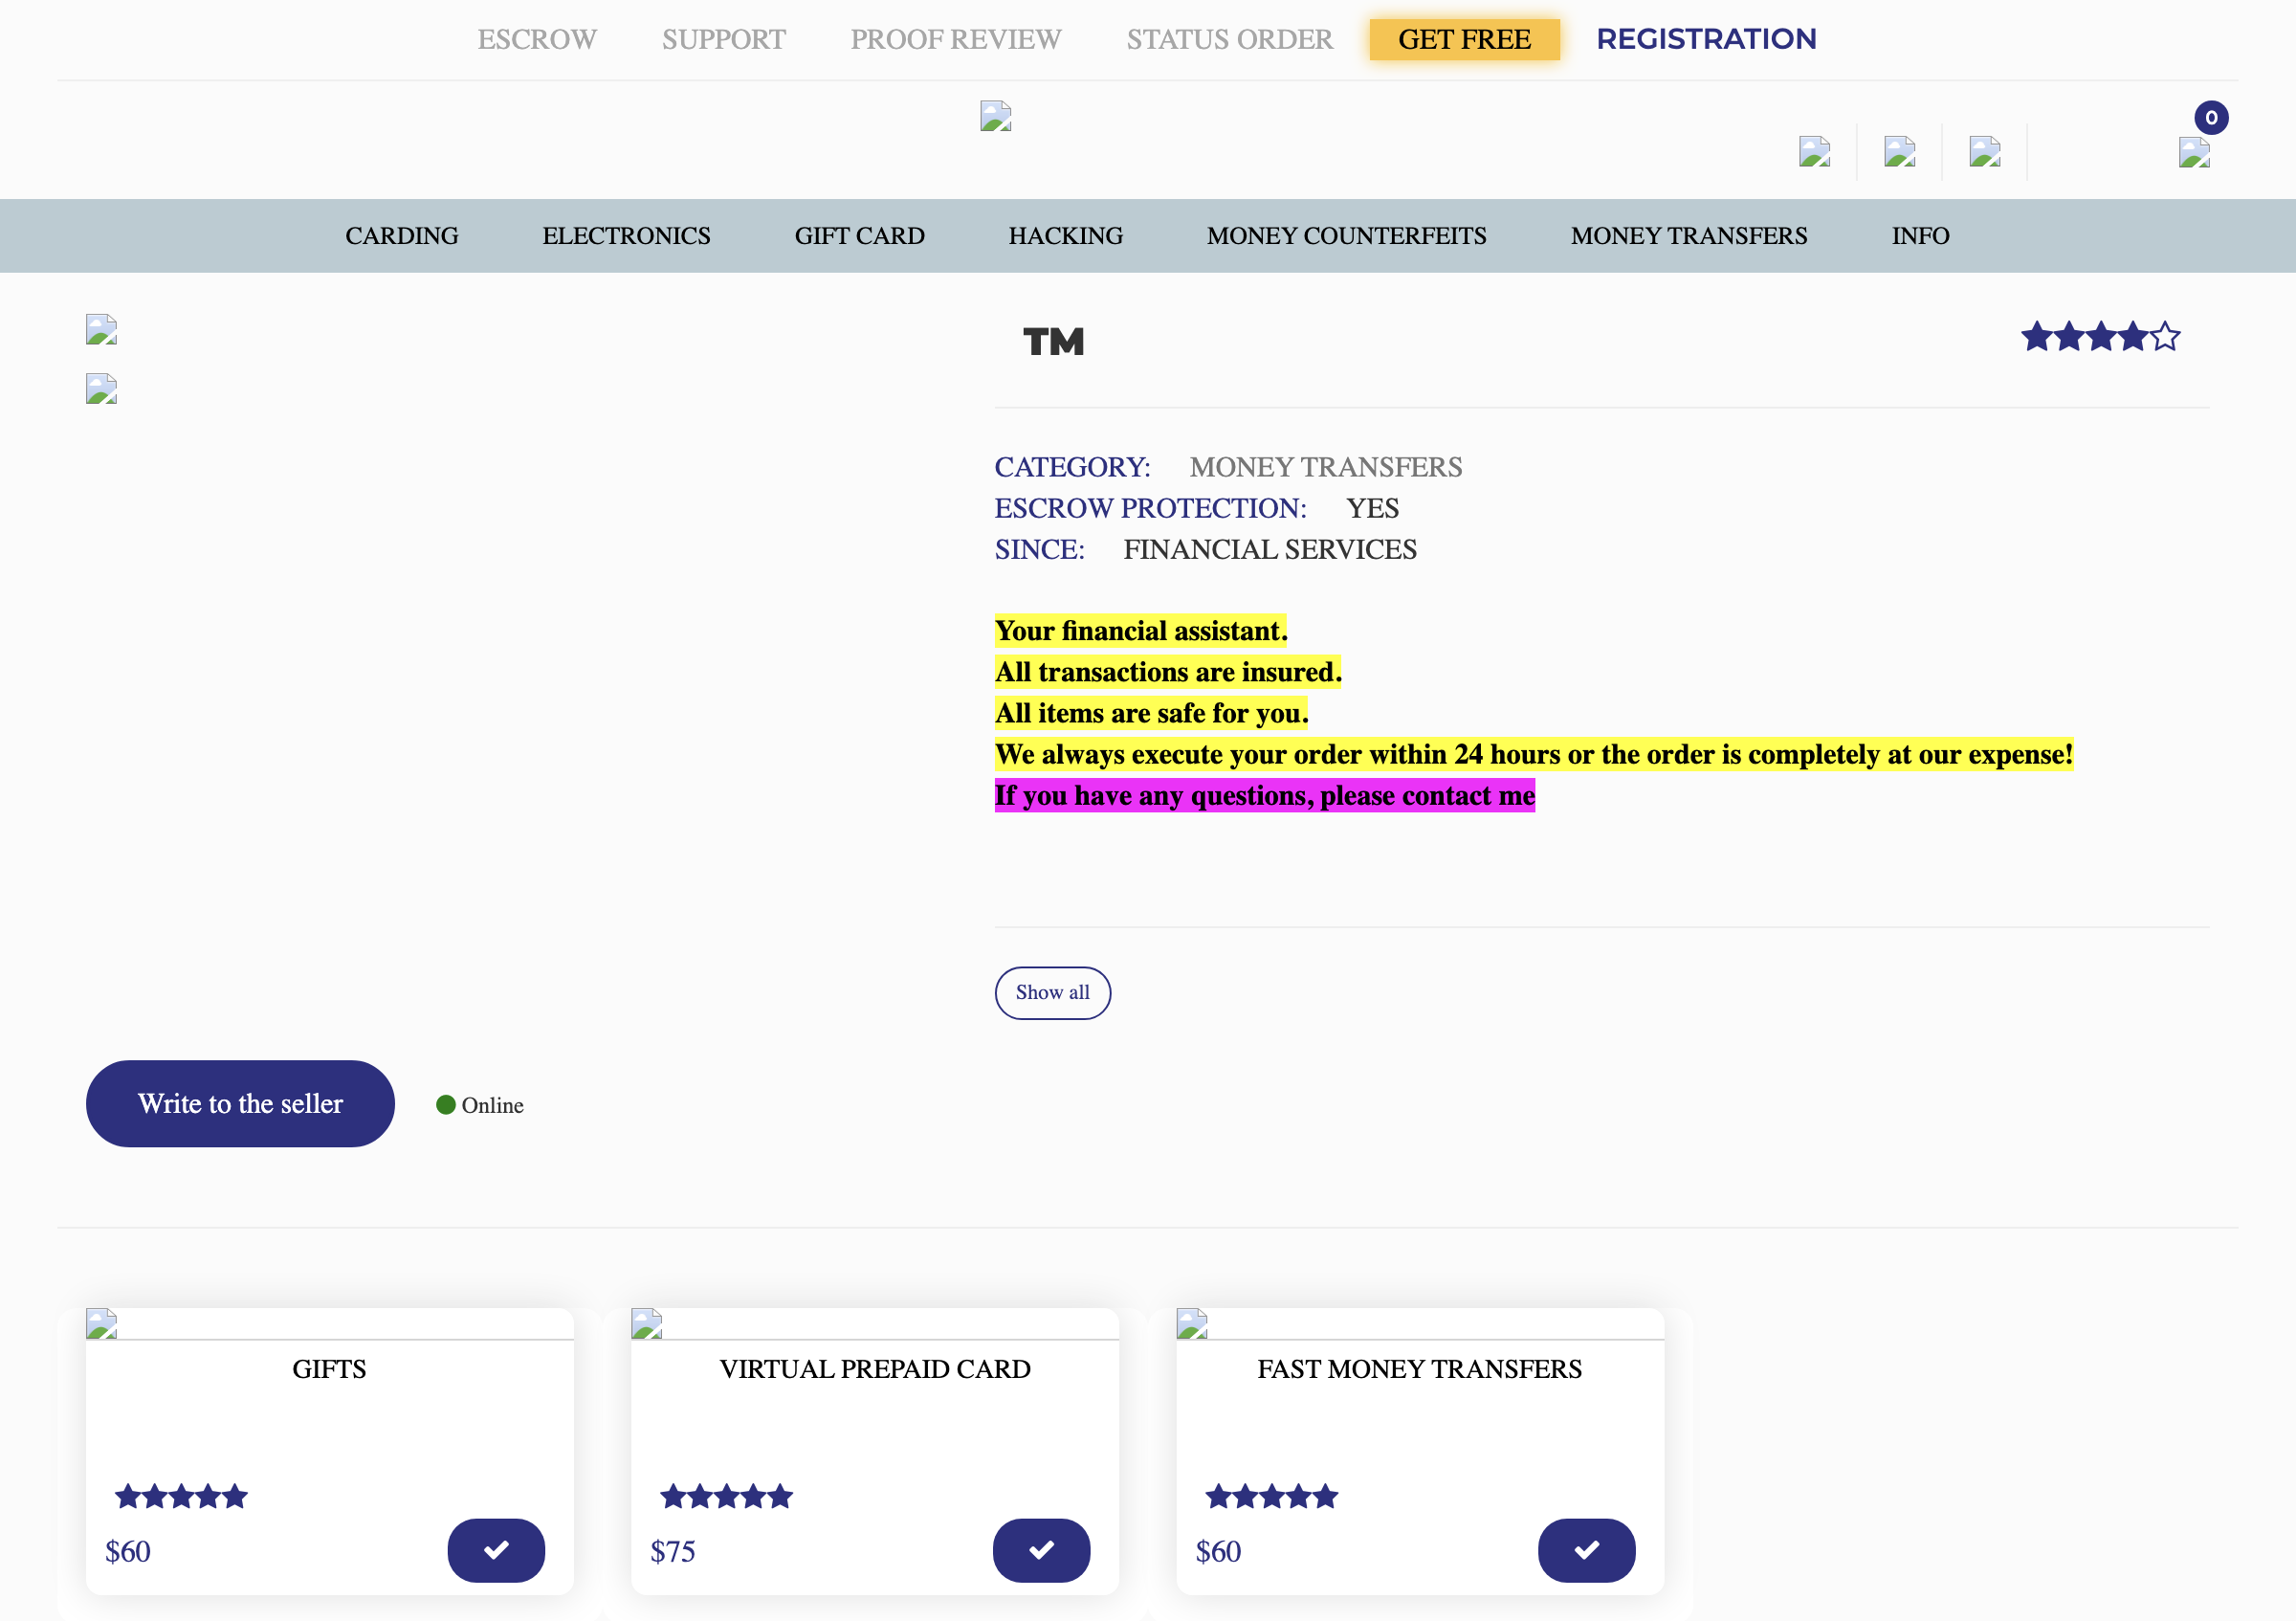 ESCROW SUPPORT PROOF REVIEW STATUS ORDER GET FREE REGISTRATION
0
CARDING ELECTRONICS GIFT CARD HACKING MONEY COUNTERFEITS MONEY TRANSFERS INFO
™
CATEGORY: MONEY TRANSFERS
ESCROW PROTECTION: YES
SINCE: FINANCIAL SERVICES
Your financial assistant.
All transactions are insured.
All items are safe for you.
We always execute your order within 24 hours or the order is completely at our expense!
If you have any questions, please contact me
Show all
Write to the seller Online
GIFTS VIRTUAL PREPAID CARD FAST MONEY TRANSFERS
$60 $75 $60